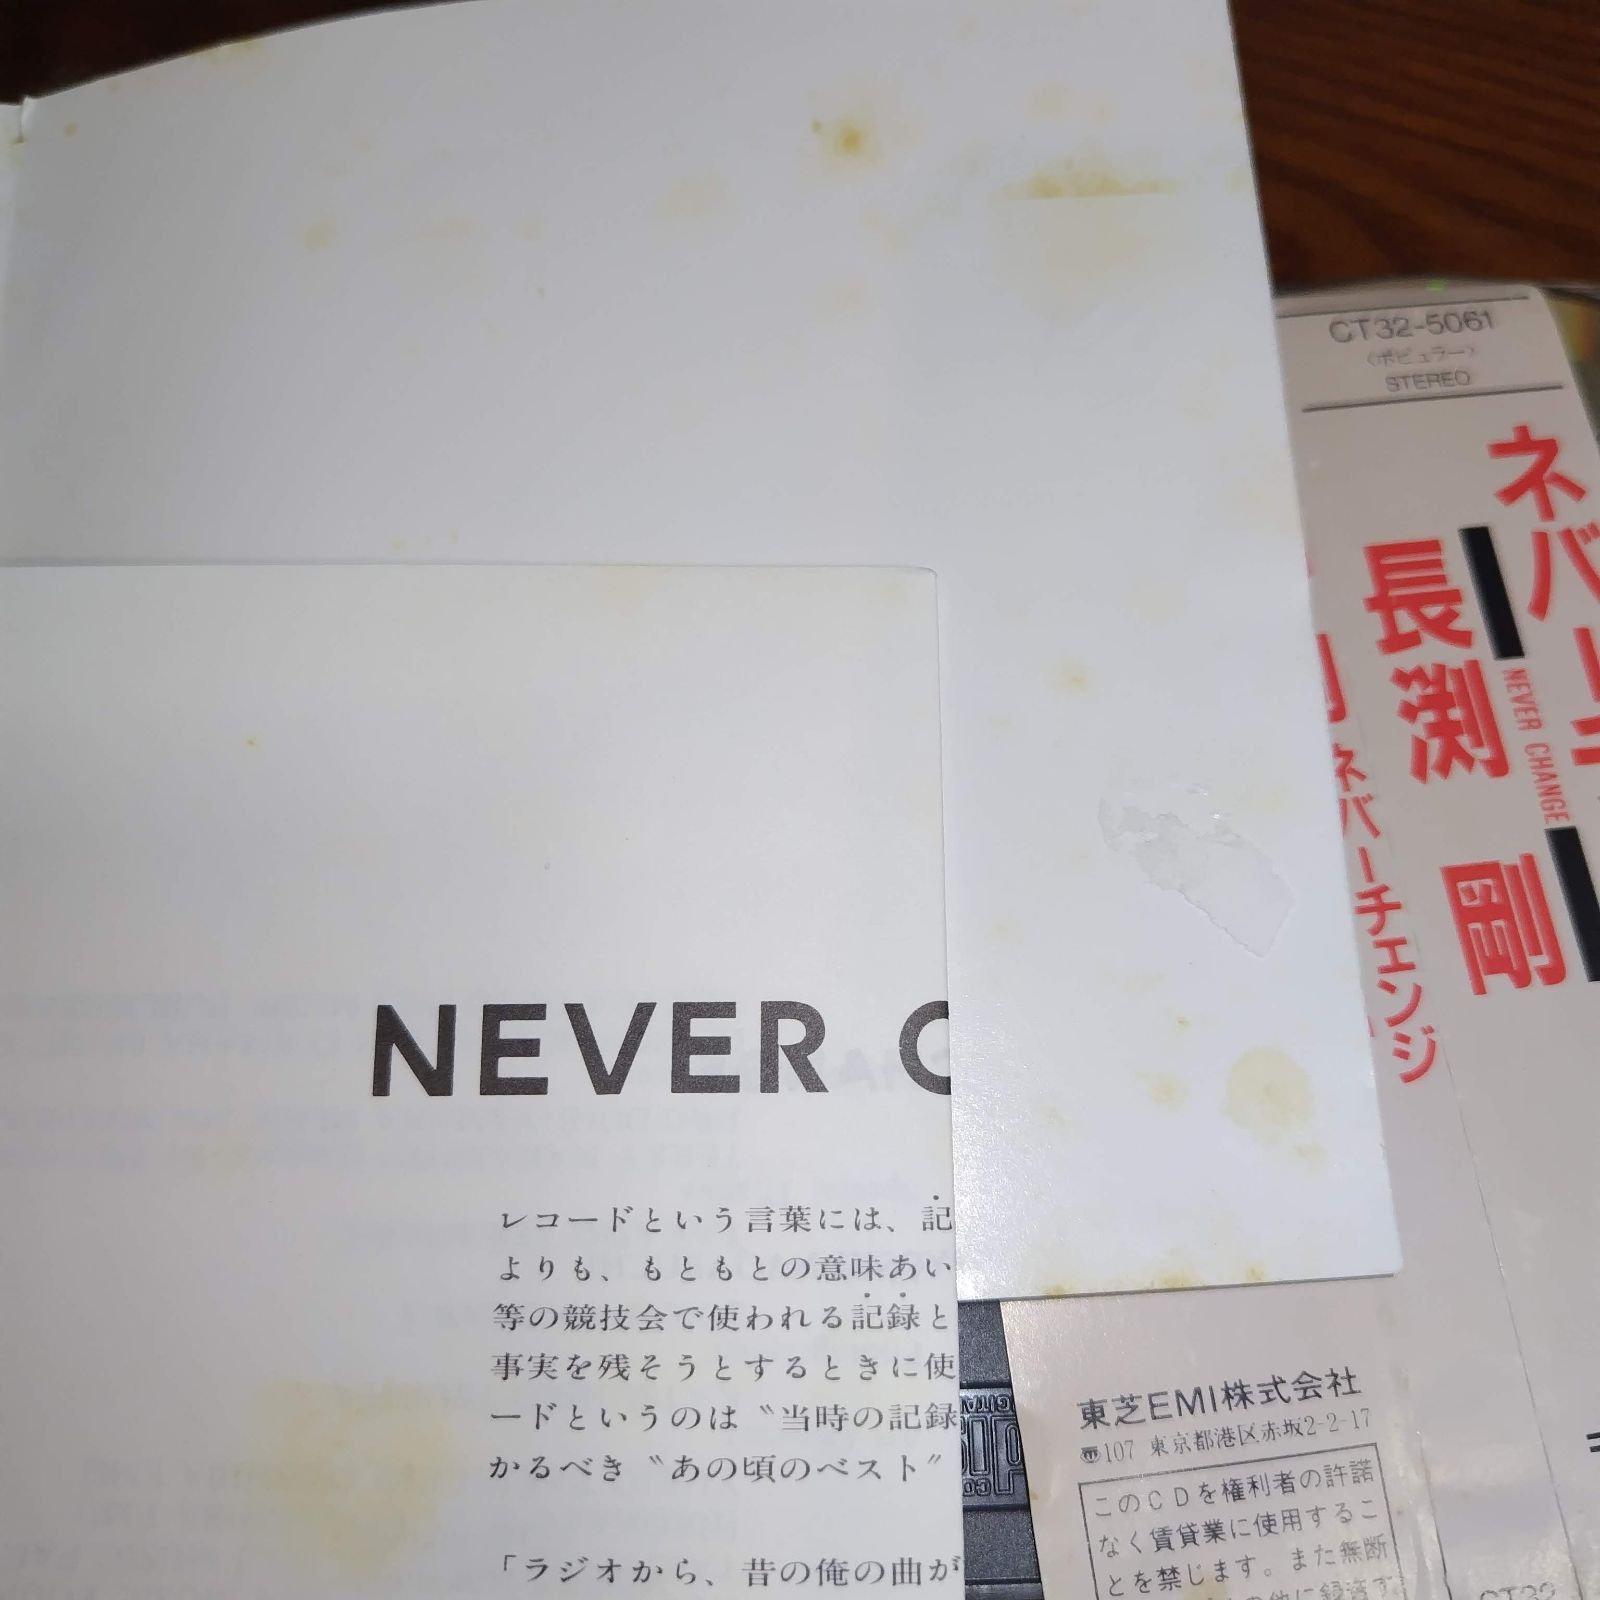 CT32-5061
〈ポピュラー〉
STEREO
ネバーチ
NEVER CHANGE
長渕 剛
ネバーチェンジ
NEVER C
レコードという言葉には、記
よりも、もともとの意味あい
等の競技会で使われる記録と
事実を残そうとするときに使
ードというのは〝当時の記録
かるべき〝あの頃のベスト〟
「ラジオから、昔の俺の曲が
東芝EMI株式会社
〠107 東京都港区赤坂2-2-17
このCDを権利者の許諾
なく賃貸業に使用するこ
とを禁じます。また無断
CT32